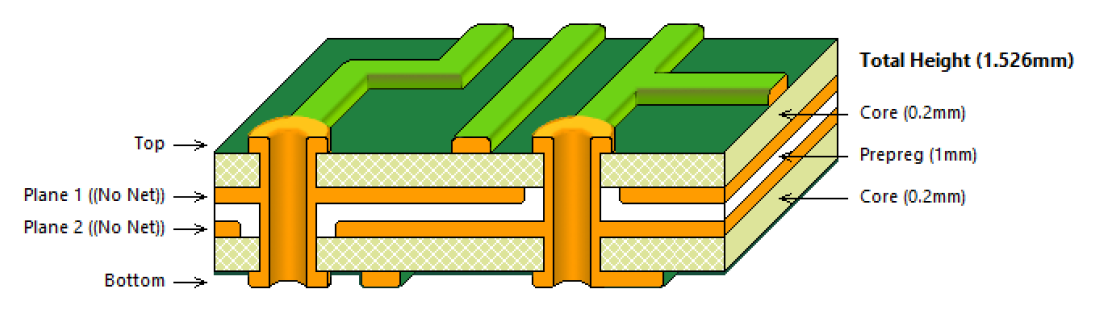 Total Height (1.526mm)
Core (0.2mm)
Top
Prepreg (1mm)
Plane 1 ((No Net))
Core (0.2mm)
Plane 2 ((No Net))
Bottom